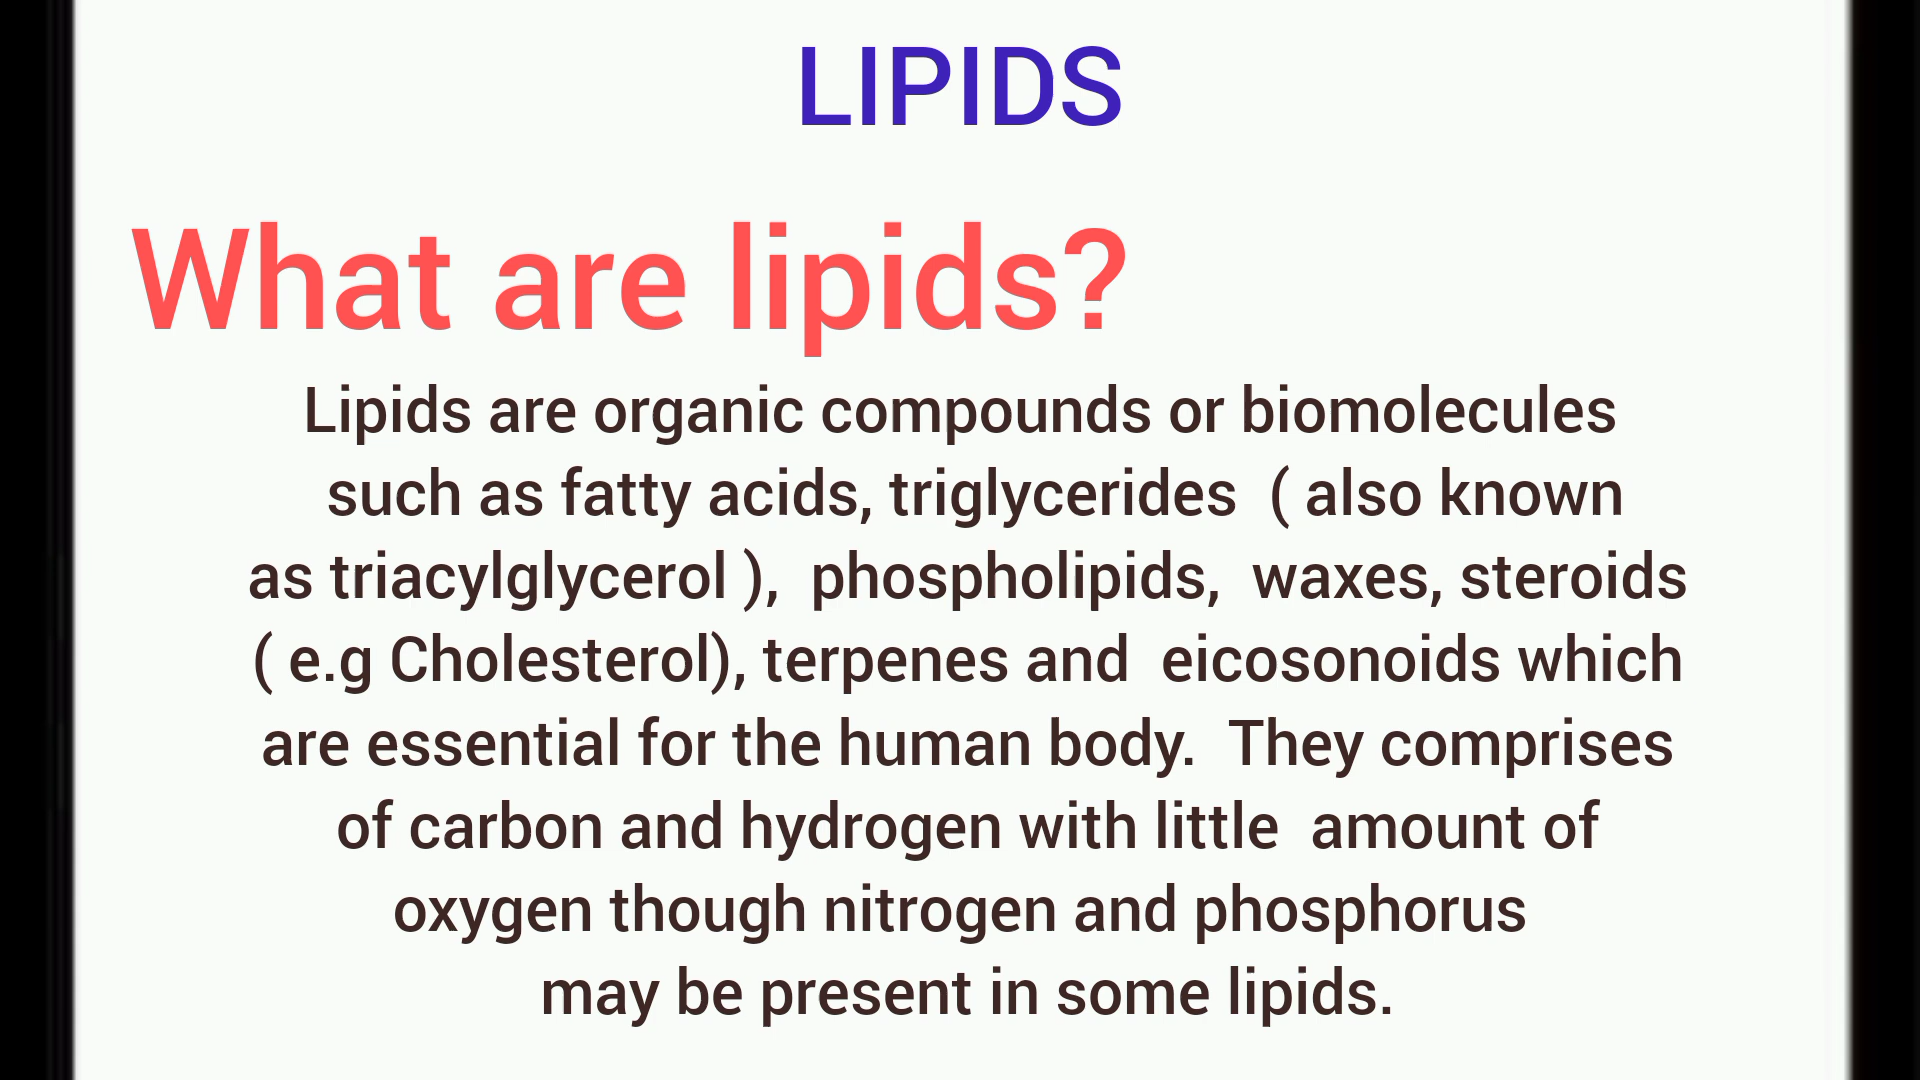 LIPIDS
What are lipids?
Lipids are organic compounds or biomolecules
such as fatty acids, triglycerides ( also known
as triacylglycerol ), phospholipids, waxes, steroids
( e.g Cholesterol), terpenes and eicosonoids which
are essential for the human body. They comprises
of carbon and hydrogen with little amount of
oxygen though nitrogen and phosphorus
may be present in some lipids.